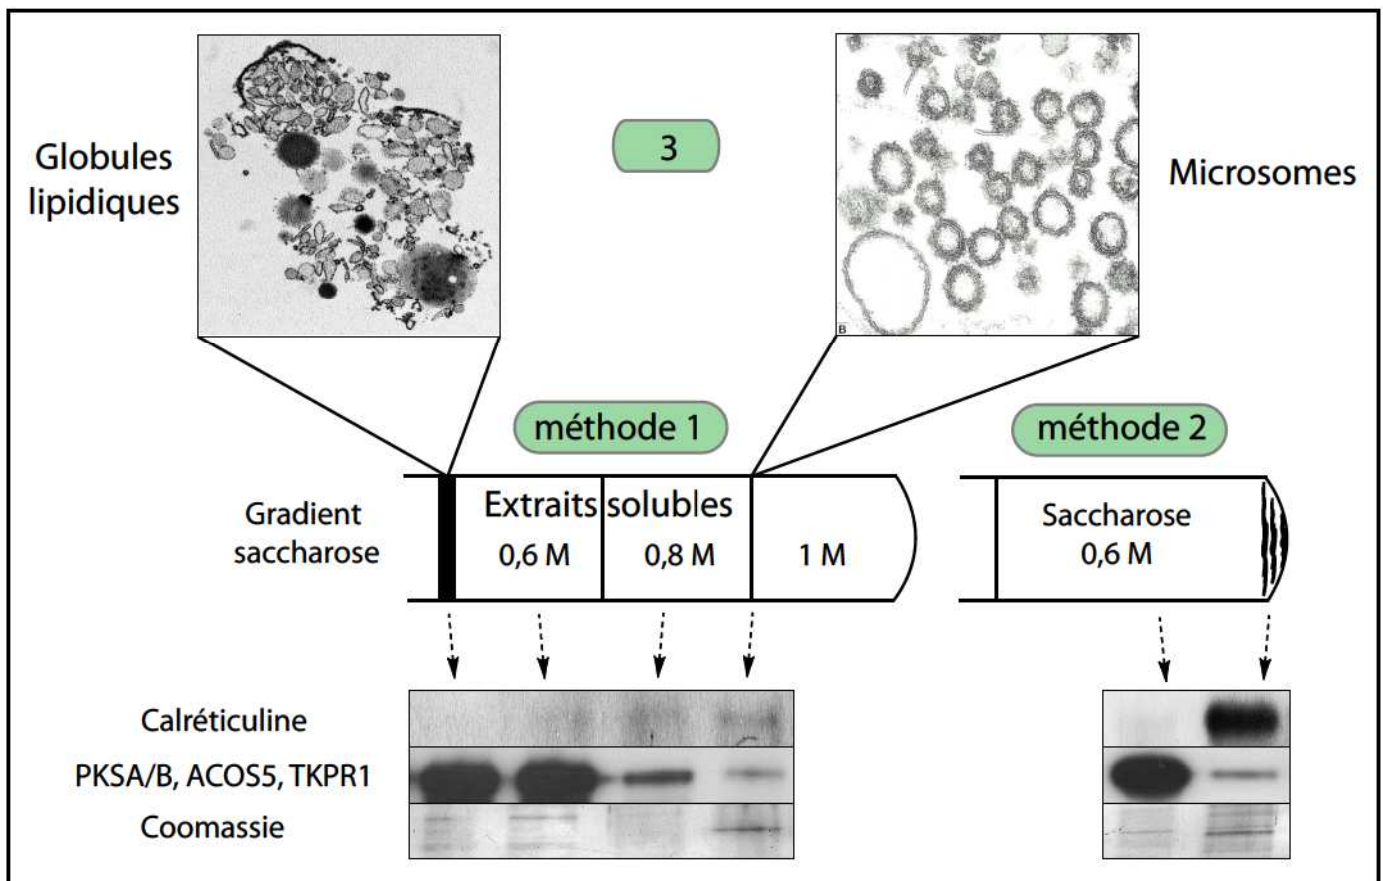 Globules
lipidiques
3
Microsomes
B
méthode 1
méthode 2
Gradient
saccharose
Extraits solubles
0,6 M
0,8 M
1 M
Saccharose
0,6 M
Calréticuline
PKSA/B, ACOS5, TKPR1
Coomassie